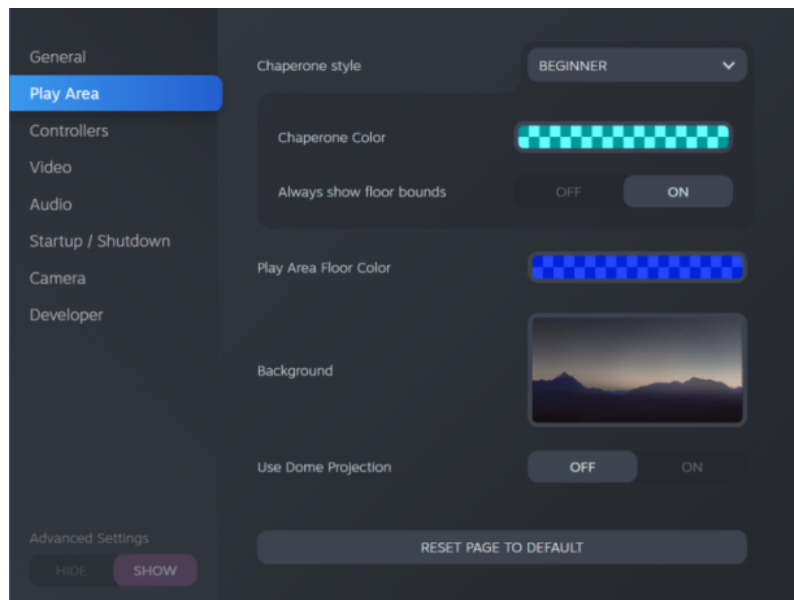 General
Play Area
Controllers
Video
Audio
Startup / Shutdown
Camera
Developer
Advanced Settings
HIDE SHOW
Chaperone style BEGINNER
Chaperone Color
Always show floor bounds OFF ON
Play Area Floor Color
Background
Use Dome Projection OFF ON
RESET PAGE TO DEFAULT